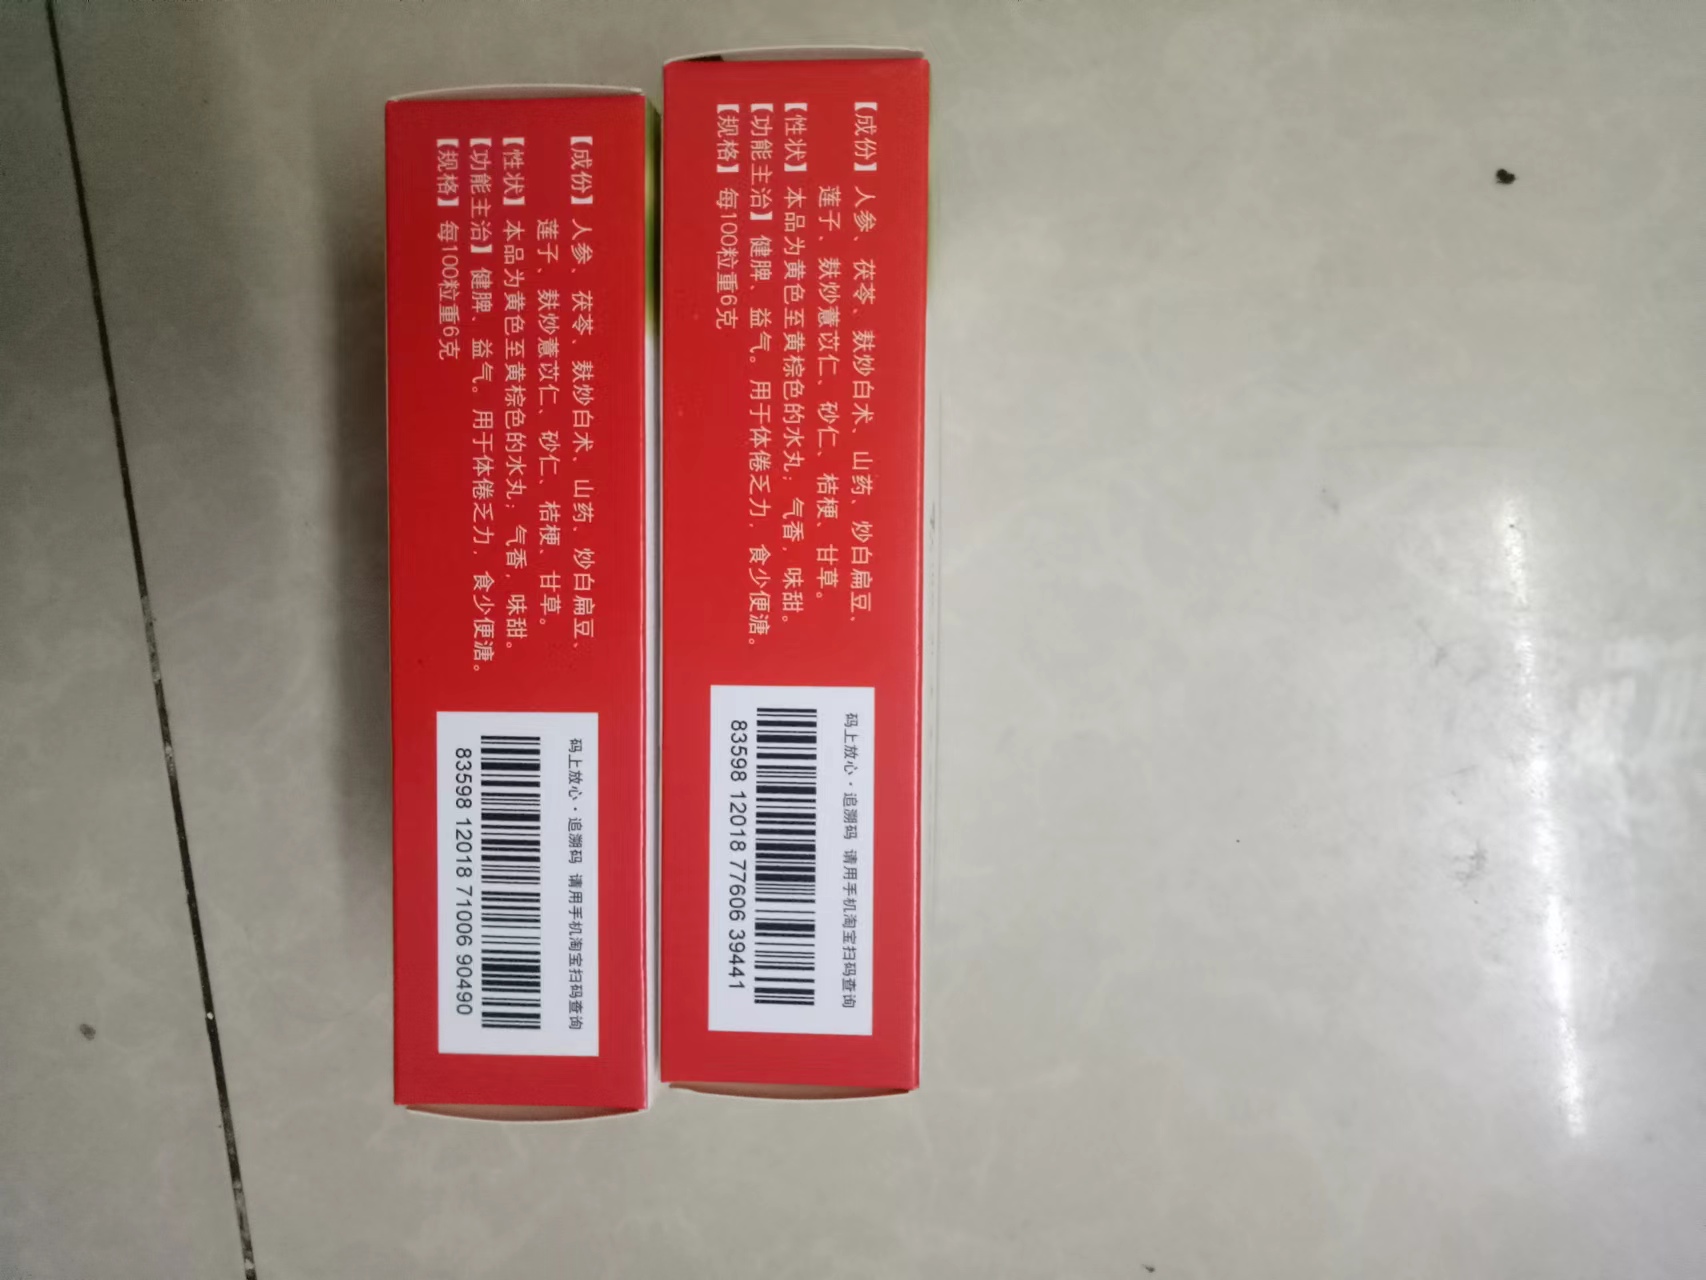 【成份】人参、茯苓、麸炒白术、山药、炒白扁豆、
莲子、麸炒薏苡仁、砂仁、桔梗、甘草。
【性状】本品为黄色至黄棕色的水丸；气香，味甜。
【功能主治】健脾、益气。用于体倦乏力，食少便溏。
【规格】每100粒重6克
码上放心·追溯码 请用手机淘宝扫码查询
83598 12018 77606 39441
【成份】人参、茯苓、麸炒白术、山药、炒白扁豆、
莲子、麸炒薏苡仁、砂仁、桔梗、甘草。
【性状】本品为黄色至黄棕色的水丸；气香，味甜。
【功能主治】健脾、益气。用于体倦乏力，食少便溏。
【规格】每100粒重6克
码上放心·追溯码 请用手机淘宝扫码查询
83598 12018 71006 90490